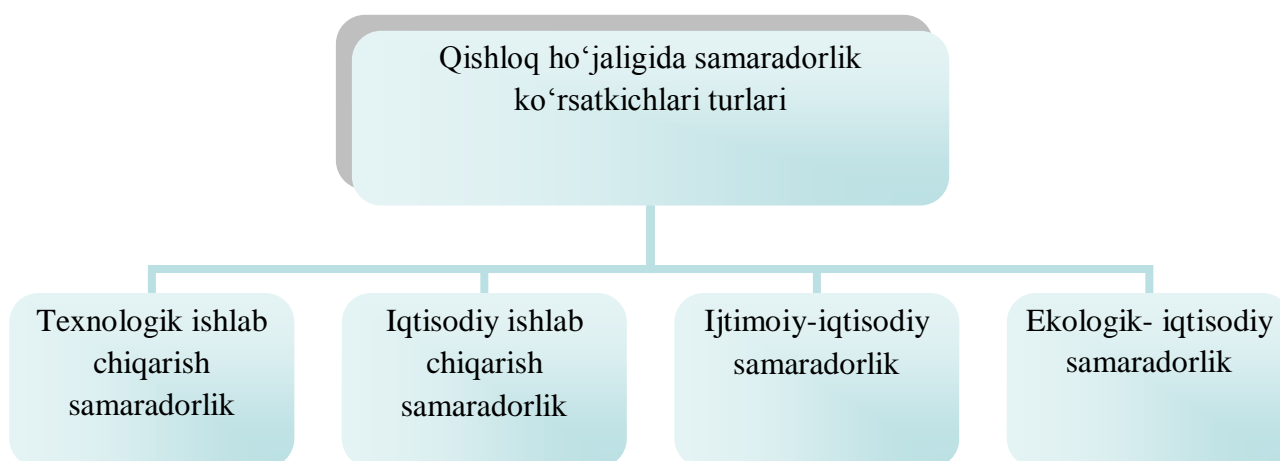 Qishloq ho‘jaligida samaradorlik
ko‘rsatkichlari turlari
Texnologik ishlab
chiqarish
samaradorlik
Iqtisodiy ishlab
chiqarish
samaradorlik
Ijtimoiy-iqtisodiy
samaradorlik
Ekologik- iqtisodiy
samaradorlik